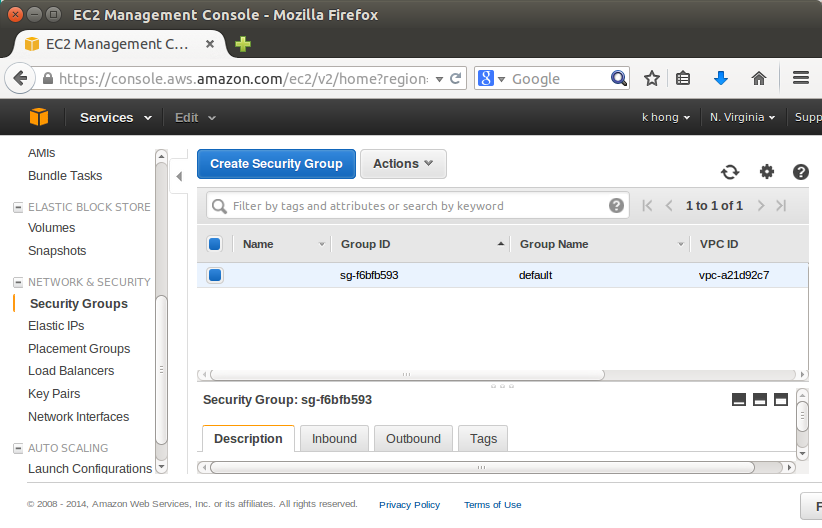 EC2 Management Console - Mozilla Firefox
EC2 Management C...
https://console.aws.amazon.com/ec2/v2/home?region=
Google
Services
Edit
k hong
N. Virginia
Supp
AMIs
Bundle Tasks
ELASTIC BLOCK STORE
Volumes
Snapshots
NETWORK & SECURITY
Security Groups
Elastic IPs
Placement Groups
Load Balancers
Key Pairs
Network Interfaces
AUTO SCALING
Launch Configurations
Create Security Group
Actions
Filter by tags and attributes or search by keyword
1 to 1 of 1
Name Group ID Group Name VPC ID
sg-f6bfb593 default vpc-a21d92c7
Security Group: sg-f6bfb593
Description Inbound Outbound Tags
© 2008 - 2014, Amazon Web Services, Inc. or its affiliates. All rights reserved. Privacy Policy Terms of Use